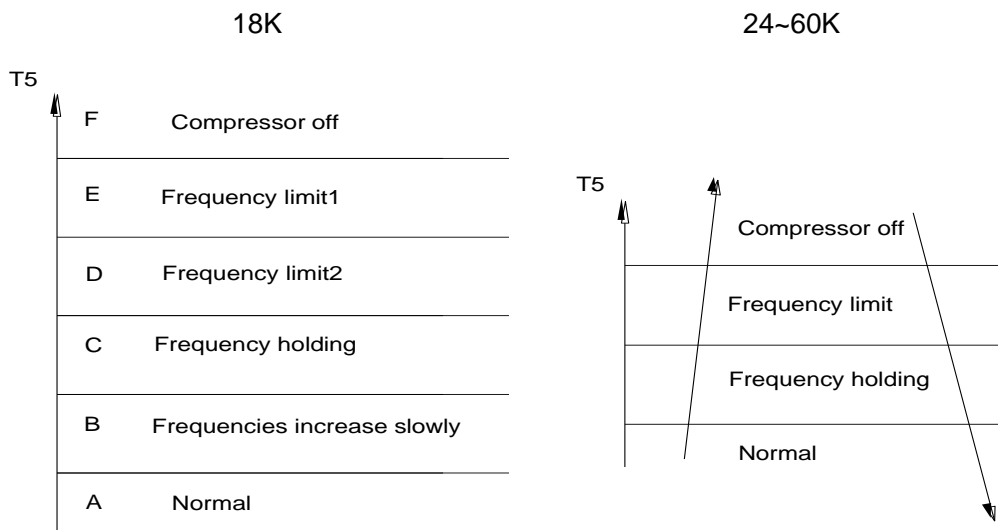 18K
T5
F Compressor off
E Frequency limit1
D Frequency limit2
C Frequency holding
B Frequencies increase slowly
A Normal
24~60K
T5
Compressor off
Frequency limit
Frequency holding
Normal